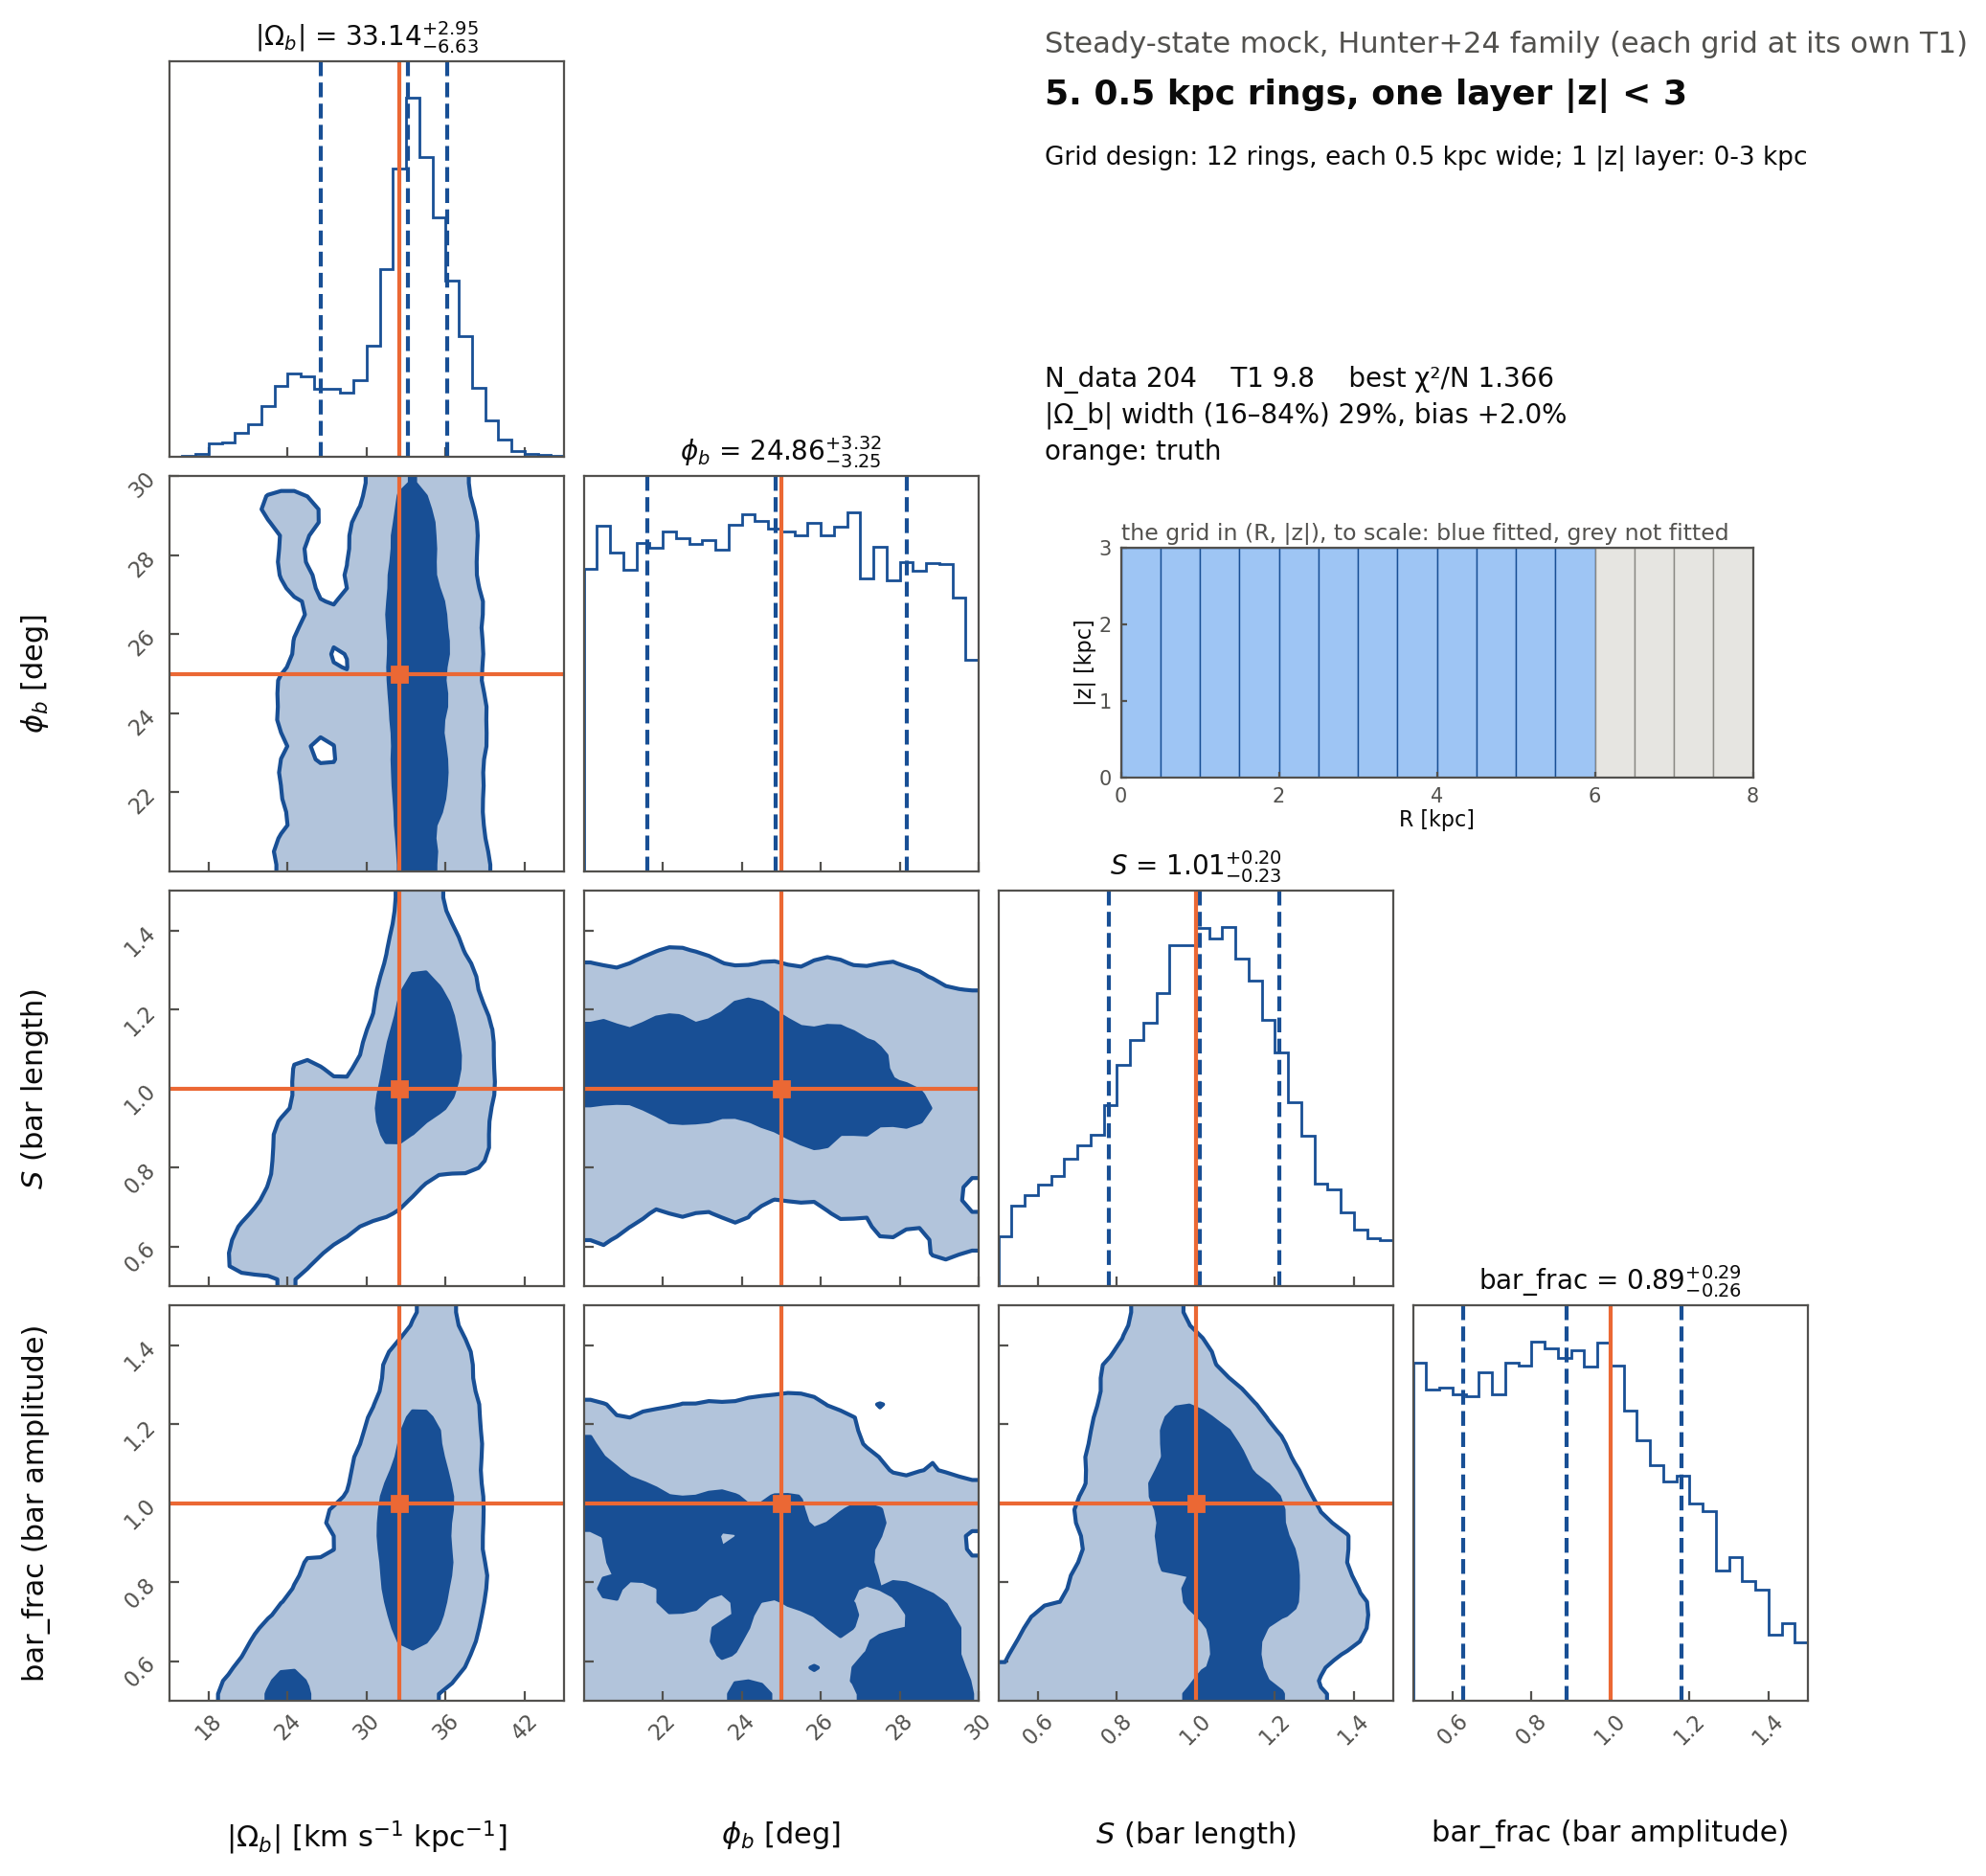 |Ω_b| = 33.14^{+2.95}_{−6.63}
Steady-state mock, Hunter+24 family (each grid at its own T1)
5. 0.5 kpc rings, one layer |z| < 3
Grid design: 12 rings, each 0.5 kpc wide; 1 |z| layer: 0-3 kpc
N_data 204 T1 9.8 best χ²/N 1.366
|Ω_b| width (16–84%) 29%, bias +2.0%
orange: truth
ϕ_b = 24.86^{+3.32}_{−3.25}
the grid in (R, |z|), to scale: blue fitted, grey not fitted
3
2
1
0
|z| [kpc]
0 2 4 6 8
R [kpc]
30
28
26
24
22
ϕ_b [deg]
S = 1.01^{+0.20}_{−0.23}
1.4
1.2
1.0
0.8
0.6
S (bar length)
bar_frac = 0.89^{+0.29}_{−0.26}
1.4
1.2
1.0
0.8
0.6
bar_frac (bar amplitude)
18 24 30 36 42
22 24 26 28 30
0.6 0.8 1.0 1.2 1.4
0.6 0.8 1.0 1.2 1.4
|Ω_b| [km s⁻¹ kpc⁻¹]
ϕ_b [deg]
S (bar length)
bar_frac (bar amplitude)